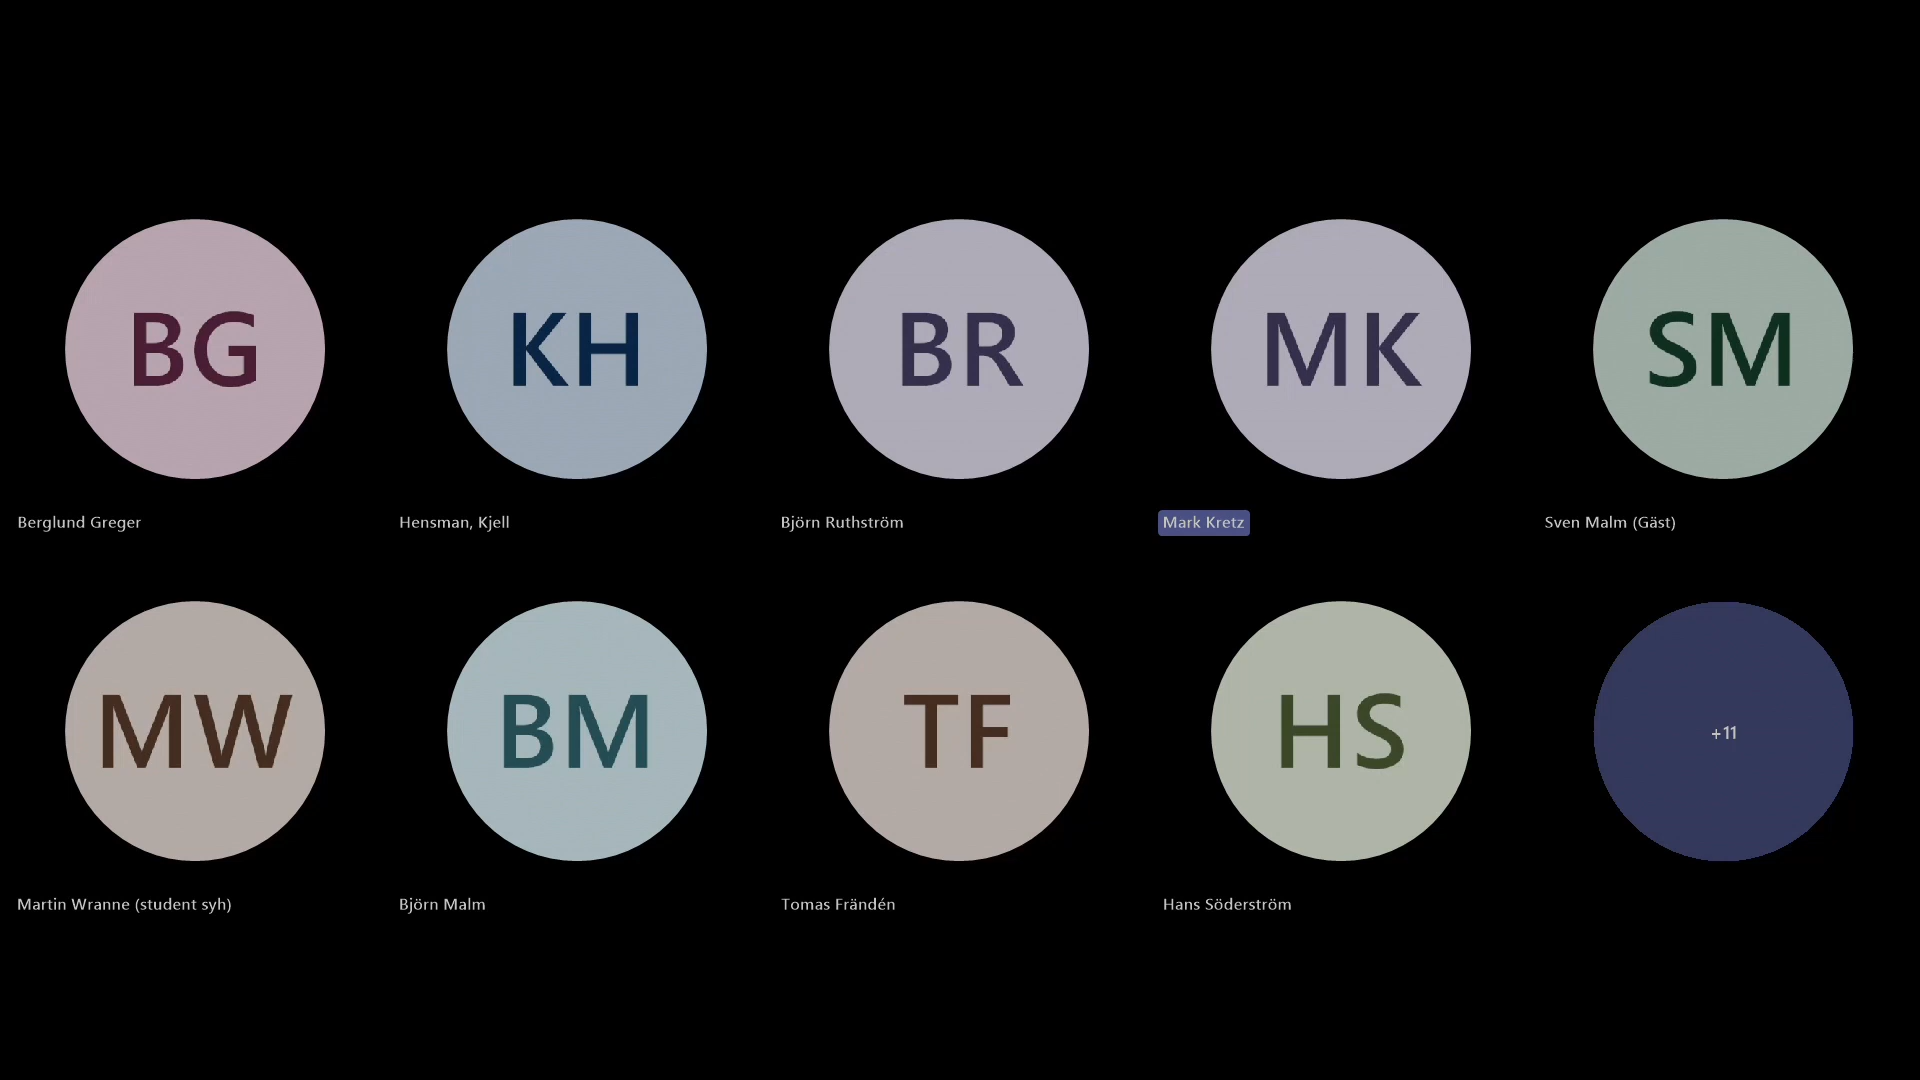 BG
KH
BR
MK
SM
Berglund Greger
Hensman, Kjell
Björn Ruthström
Mark Kretz
Sven Malm (Gäst)
MW
BM
TF
HS
+11
Martin Wranne (student syh)
Björn Malm
Tomas Frändén
Hans Söderström